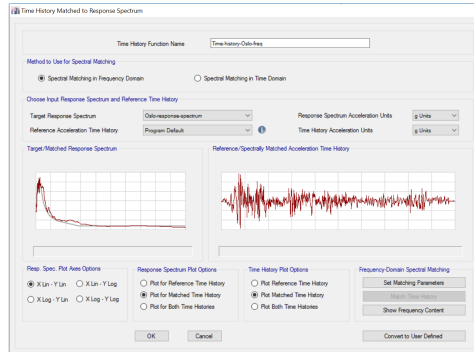 Time History Matched to Response Spectrum
Time History Function Name
Time-history-Oslo-freq
Method to Use for Spectral Matching
Spectral Matching in Frequency Domain
Spectral Matching in Time Domain
Choose Input Response Spectrum and Reference Time History
Target Response Spectrum
Oslo-response-spectrum
Response Spectrum Acceleration Units
g Units
Reference Acceleration Time History
Program Default
Time History Acceleration Units
g Units
Target/Matched Response Spectrum
Reference/Spectrally Matched Acceleration Time History
Resp. Spec. Plot Axes Options
X Lin - Y Lin
X Lin - Y Log
X Log - Y Lin
X Log - Y Log
Response Spectrum Plot Options
Plot for Reference Time History
Plot for Matched Time History
Plot for Both Time Histories
Time History Plot Options
Plot Reference Time History
Plot Matched Time History
Plot Both Time Histories
Frequency-Domain Spectral Matching
Set Matching Parameters
Match Time History
Show Frequency Content
OK
Cancel
Convert to User Defined